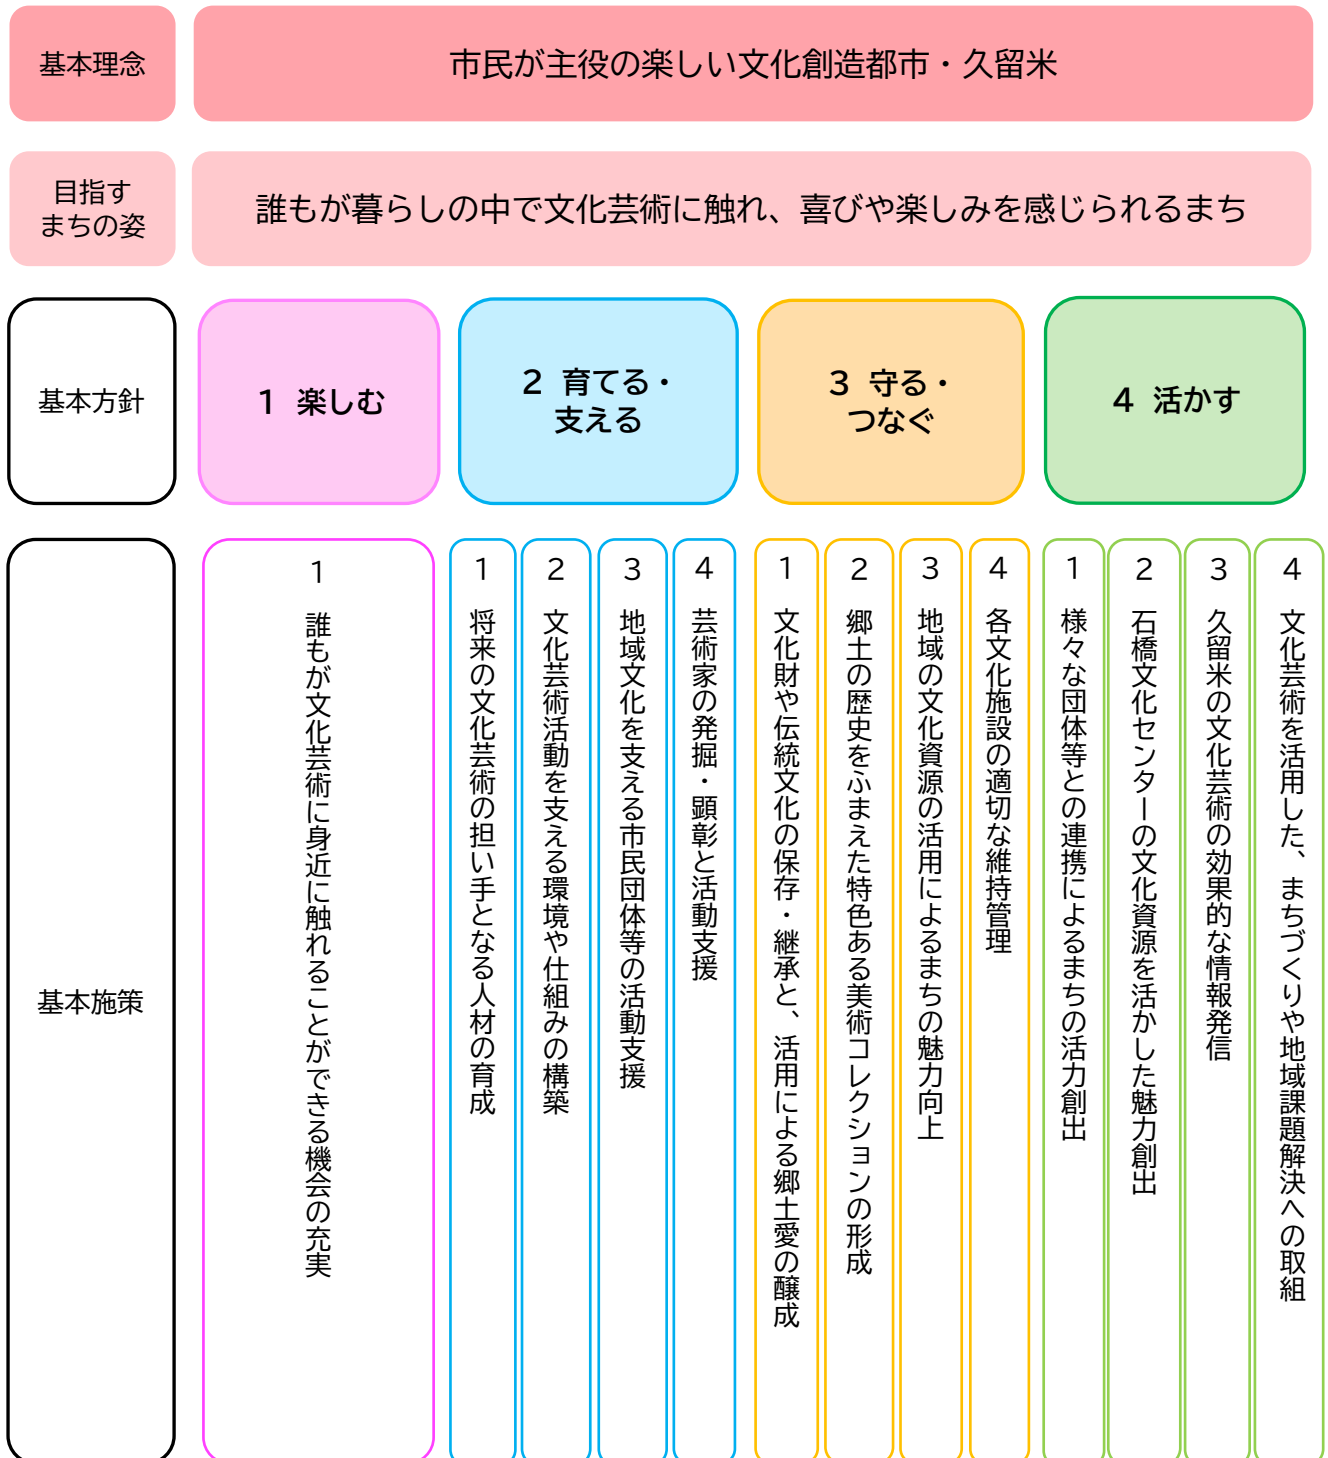 基本理念
市民が主役の楽しい文化創造都市・久留米
目指す
まちの姿
誰もが暮らしの中で文化芸術に触れ、喜びや楽しみを感じられるまち
基本方針
1 楽しむ
2 育てる・
支える
3 守る・
つなぐ
4 活かす
基本施策
1 誰もが文化芸術に身近に触れることができる機会の充実
1 将来の文化芸術の担い手となる人材の育成
2 文化芸術活動を支える環境や仕組みの構築
3 地域文化を支える市民団体等の活動支援
4 芸術家の発掘・顕彰と活動支援
1 文化財や伝統文化の保存・継承と、活用による郷土愛の醸成
2 郷土の歴史をふまえた特色ある美術コレクションの形成
3 地域の文化資源の活用によるまちの魅力向上
4 各文化施設の適切な維持管理
1 様々な団体等との連携によるまちの活力創出
2 石橋文化センターの文化資源を活かした魅力創出
3 久留米の文化芸術の効果的な情報発信
4 文化芸術を活用した、まちづくりや地域課題解決への取組